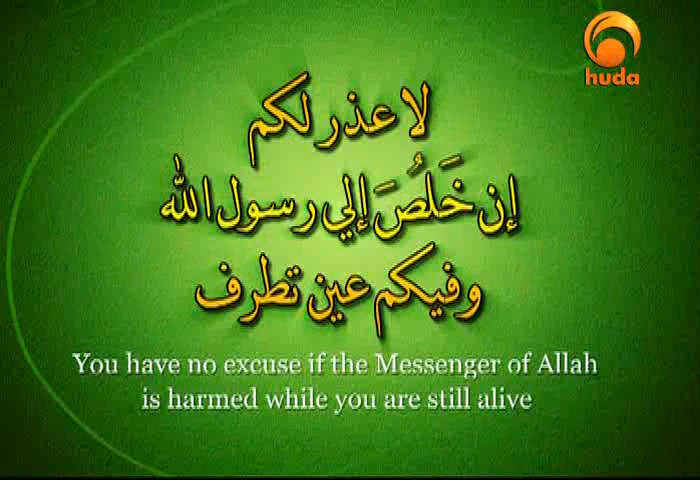 huda
لا عذر لكم
إن خَلُصَ إلي رسول الله
وفيكم عين تطرف
You have no excuse if the Messenger of Allah
is harmed while you are still alive